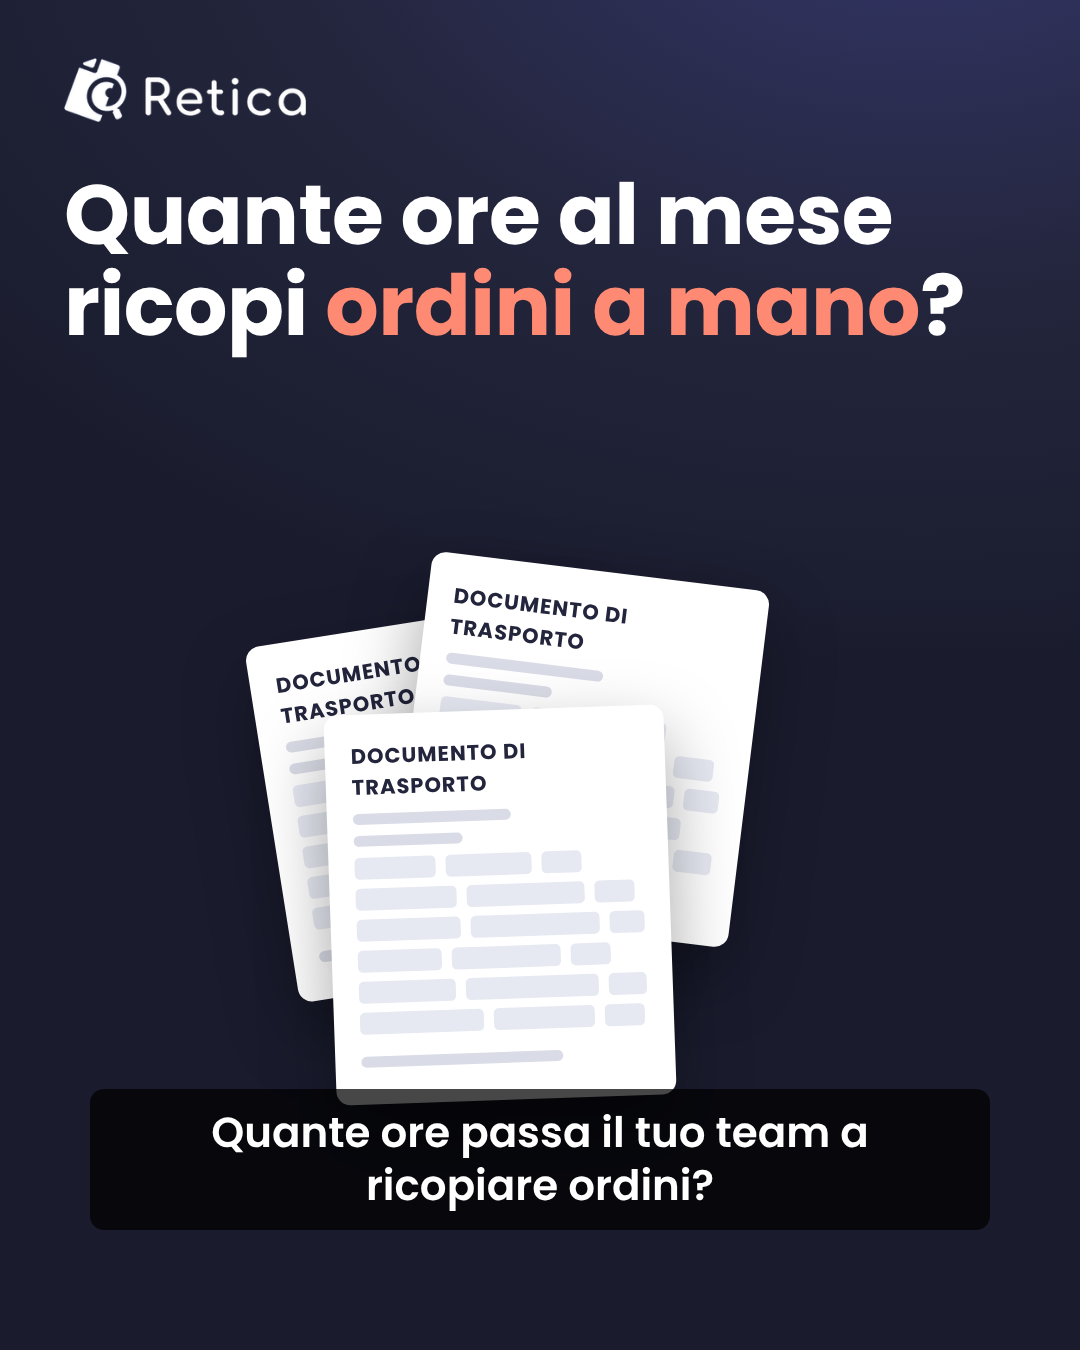 Retica
Quante ore al mese
ricopi ordini a mano?
DOCUMENTO DI
TRASPORTO
DOCUMENTO
TRASPORTO
DOCUMENTO DI
TRASPORTO
Quante ore passa il tuo team a
ricopiare ordini?